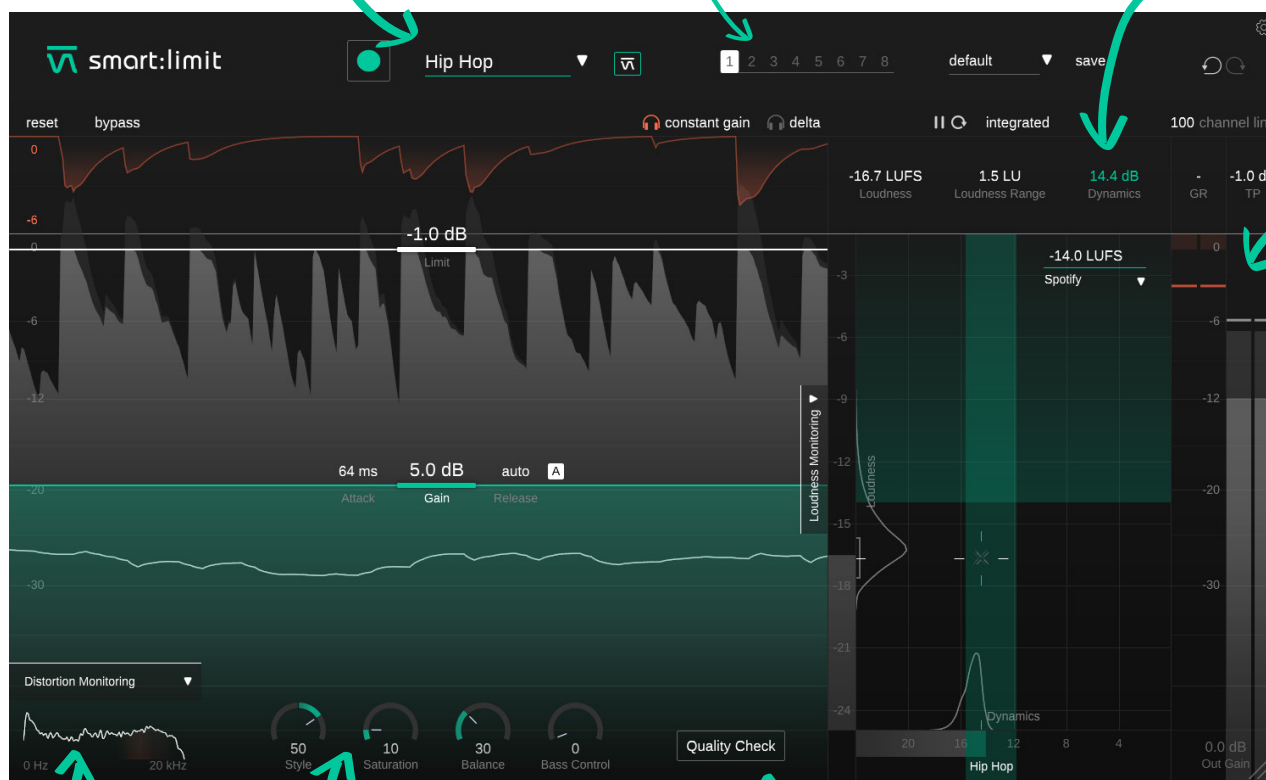 smart:limit
Hip Hop
1 2 3 4 5 6 7 8
default
save
reset
bypass
constant gain
delta
integrated
100 channel lin
0
-6
-16.7 LUFS
Loudness
1.5 LU
Loudness Range
14.4 dB
Dynamics
-
GR
-1.0 d
TP
0
-6
-12
-20
-30
-1.0 dB
Limit
64 ms
Attack
5.0 dB
Gain
auto
Release
A
Loudness Monitoring
-3
-6
-9
-12
-15
-18
-21
-24
Loudness
-14.0 LUFS
Spotify
0
-6
-12
-20
-30
Dynamics
20 16 12 8 4
Hip Hop
0.0
dB
Out Gain
Distortion Monitoring
0 Hz
20 kHz
50
Style
10
Saturation
30
Balance
0
Bass Control
Quality Check